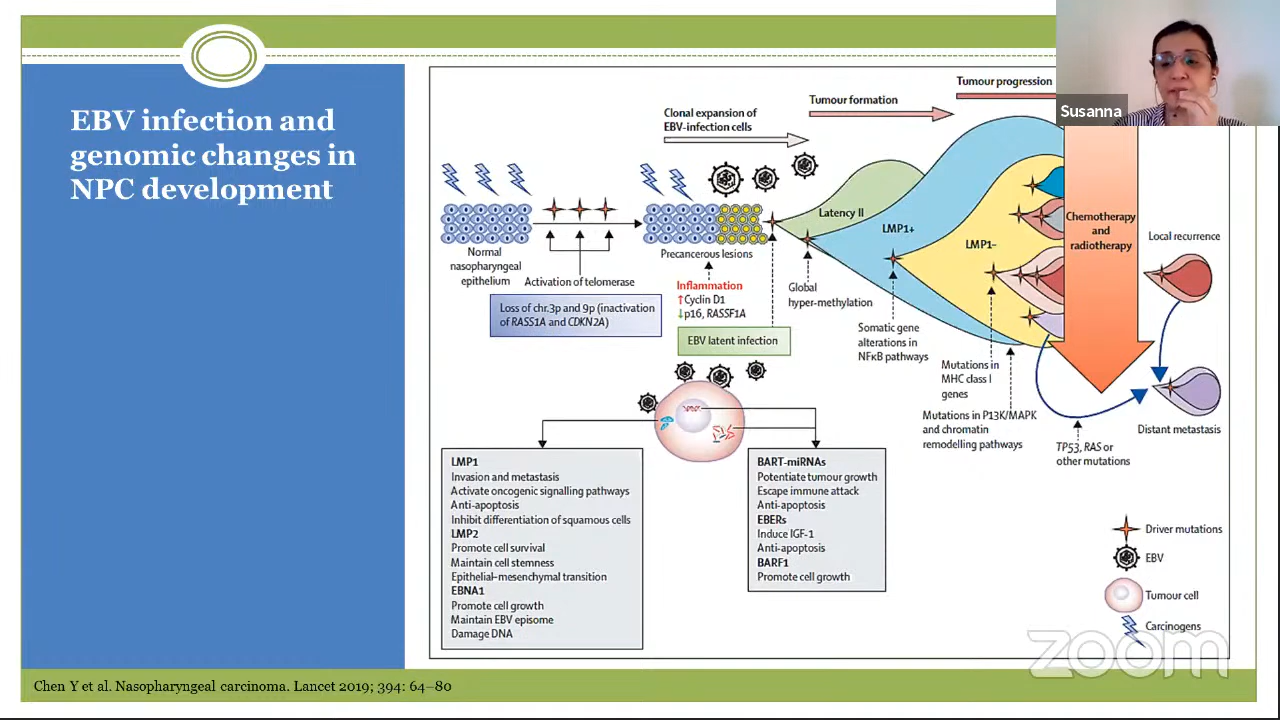 EBV infection and
genomic changes in
NPC development
Susanna
Tumour progression
Tumour formation
Clonal expansion of
EBV-infection cells
Latency II
LMP1+
LMP1–
Chemotherapy
and
radiotherapy
Local recurrence
Normal
nasopharyngeal
epithelium
Activation of telomerase
Precancerous lesions
Loss of chr.3p and 9p (inactivation
of RASS1A and CDKN2A)
Inflammation
↑Cyclin D1
↓p16, RASSF1A
EBV latent infection
Global
hyper-methylation
Somatic gene
alterations in
NFκB pathways
Mutations in
MHC class I
genes
Mutations in P13K/MAPK
and chromatin
remodelling pathways
TP53, RAS or
other mutations
Distant metastasis
LMP1
Invasion and metastasis
Activate oncogenic signalling pathways
Anti-apoptosis
Inhibit differentiation of squamous cells
LMP2
Promote cell survival
Maintain cell stemness
Epithelial–mesenchymal transition
EBNA1
Promote cell growth
Maintain EBV episome
Damage DNA
BART-miRNAs
Potentiate tumour growth
Escape immune attack
Anti-apoptosis
EBERs
Induce IGF-1
Anti-apoptosis
BARF1
Promote cell growth
Driver mutations
EBV
Tumour cell
Carcinogens
zoom
Chen Y et al. Nasopharyngeal carcinoma. Lancet 2019; 394: 64–80